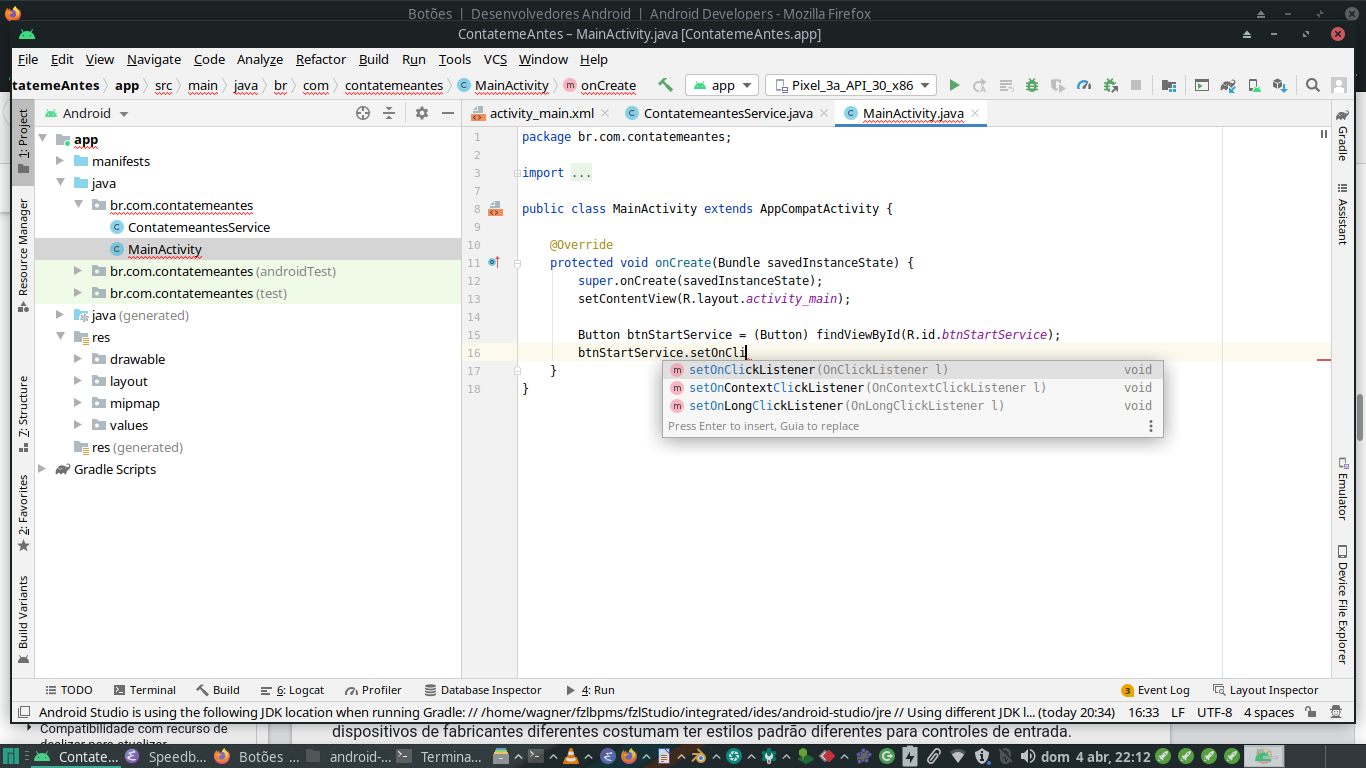 Botões | Desenvolvedores Android | Android Developers - Mozilla Firefox
ContatemeAntes – MainActivity.java [ContatemeAntes.app]
File Edit View Navigate Code Analyze Refactor Build Run Tools VCS Window Help
tatemeAntes app src main java br com contatemeantes MainActivity onCreate app Pixel_3a_API_30_x86
Android activity_main.xml ContatemeantesService.java MainActivity.java
1: Project
Resource Manager
7: Structure
2: Favorites
Build Variants
app
manifests
java
br.com.contatemeantes
ContatemeantesService
MainActivity
br.com.contatemeantes (androidTest)
br.com.contatemeantes (test)
java (generated)
res
drawable
layout
mipmap
values
res (generated)
Gradle Scripts
1 package br.com.contatemeantes;
2
3 import ...
7
8 public class MainActivity extends AppCompatActivity {
9
10 @Override
11 protected void onCreate(Bundle savedInstanceState) {
12 super.onCreate(savedInstanceState);
13 setContentView(R.layout.activity_main);
14
15 Button btnStartService = (Button) findViewById(R.id.btnStartService);
16 btnStartService.setOnCli
17 }
18 }
m setOnClickListener(OnClickListener l) void
m setOnContextClickListener(OnContextClickListener l) void
m setOnLongClickListener(OnLongClickListener l) void
Press Enter to insert, Guia to replace
Gradle
Assistant
Emulator
Device File Explorer
TODO Terminal Build 6: Logcat Profiler Database Inspector 4: Run 3 Event Log Layout Inspector
Android Studio is using the following JDK location when running Gradle: // /home/wagner/fzlbpms/fzlStudio/integrated/ides/android-studio/jre // Using different JDK l... (today 20:34) 16:33 LF UTF-8 4 spaces
Compatibilidade com recurso de
dispositivos de fabricantes diferentes costumam ter estilos padrão diferentes para controles de entrada.
Contate... Speedb... Botões ... android-... Termina... dom 4 abr, 22:12